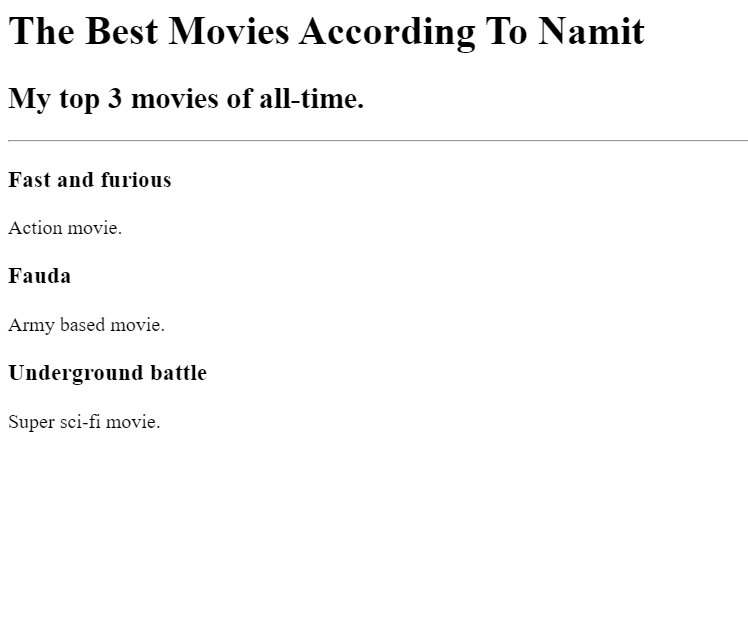 The Best Movies According To Namit
My top 3 movies of all-time.
Fast and furious
Action movie.
Fauda
Army based movie.
Underground battle
Super sci-fi movie.